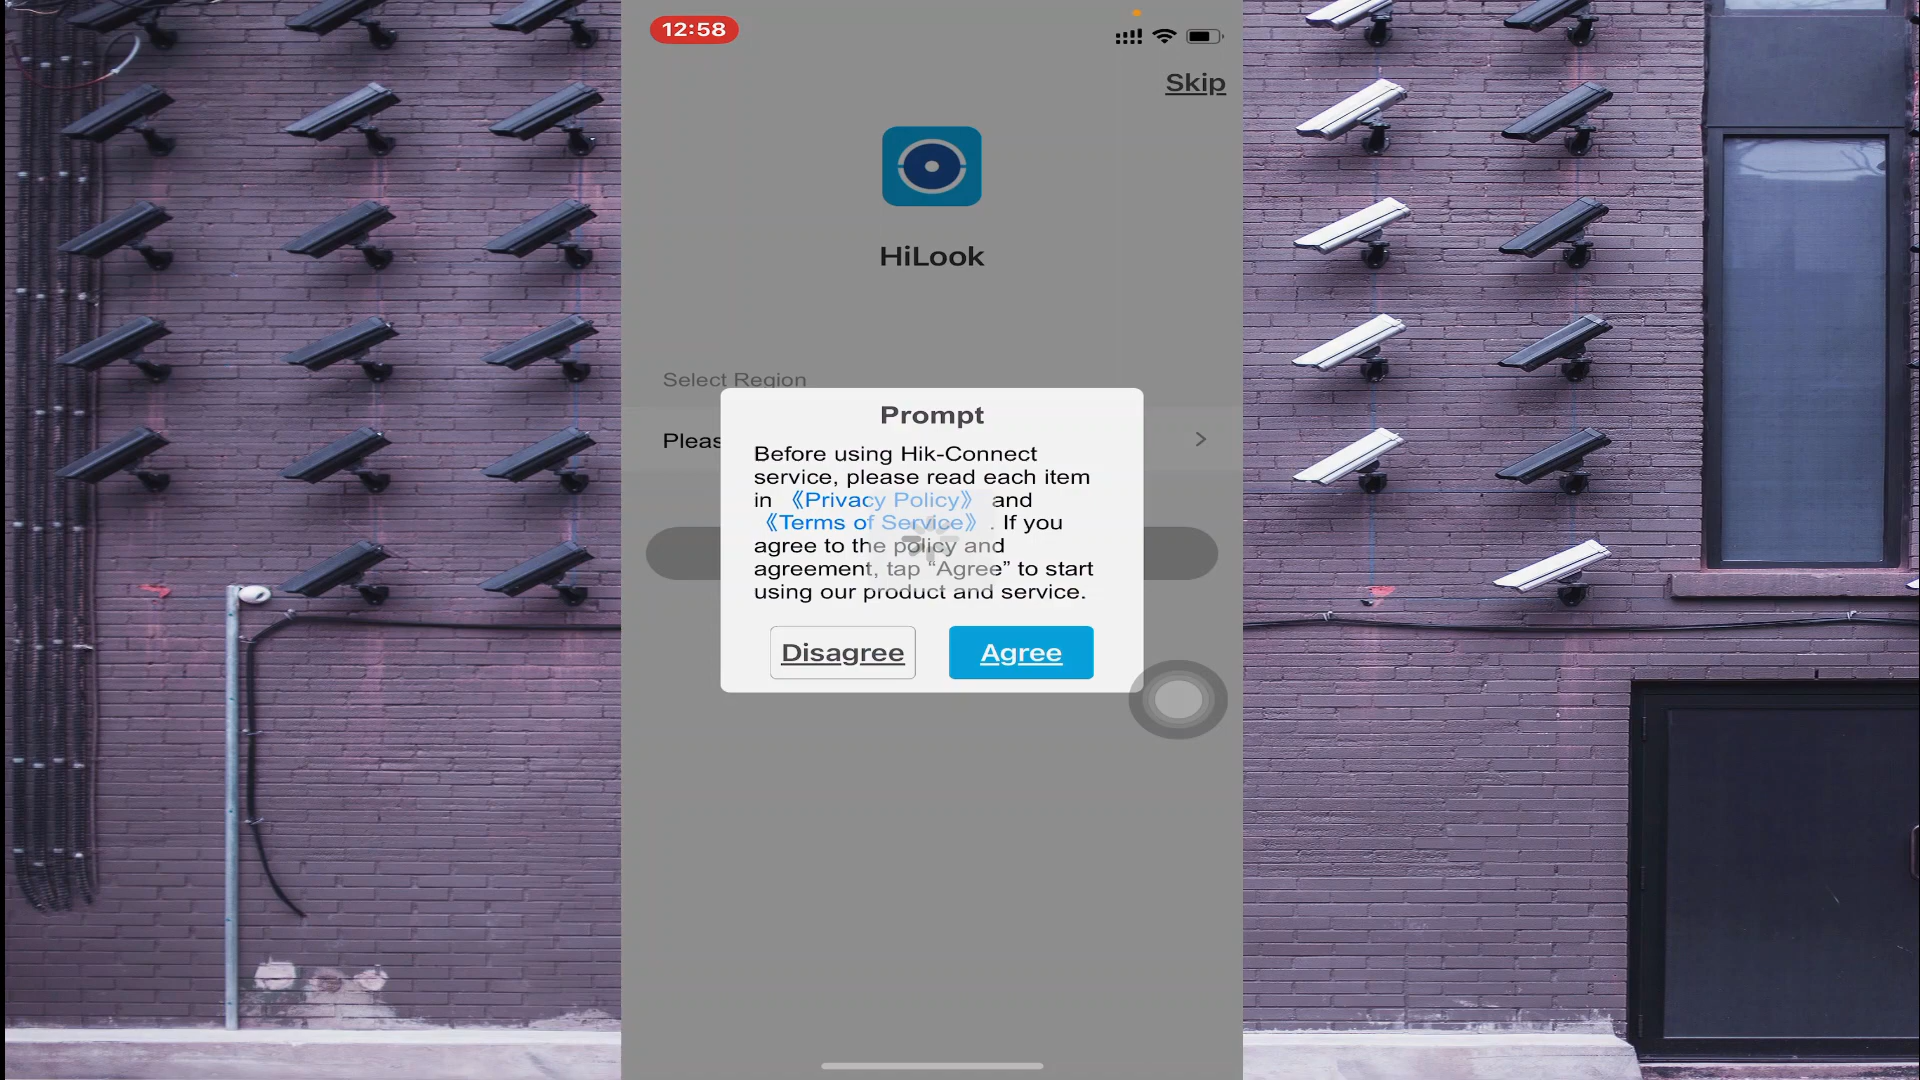 12:58
Skip
HiLook
Select Region
Pleas
Prompt
Before using Hik-Connect
service, please read each item
in 《Privacy Policy》 and
《Terms of Service》 . If you
agree to the policy and
agreement, tap “Agree” to start
using our product and service.
Disagree
Agree